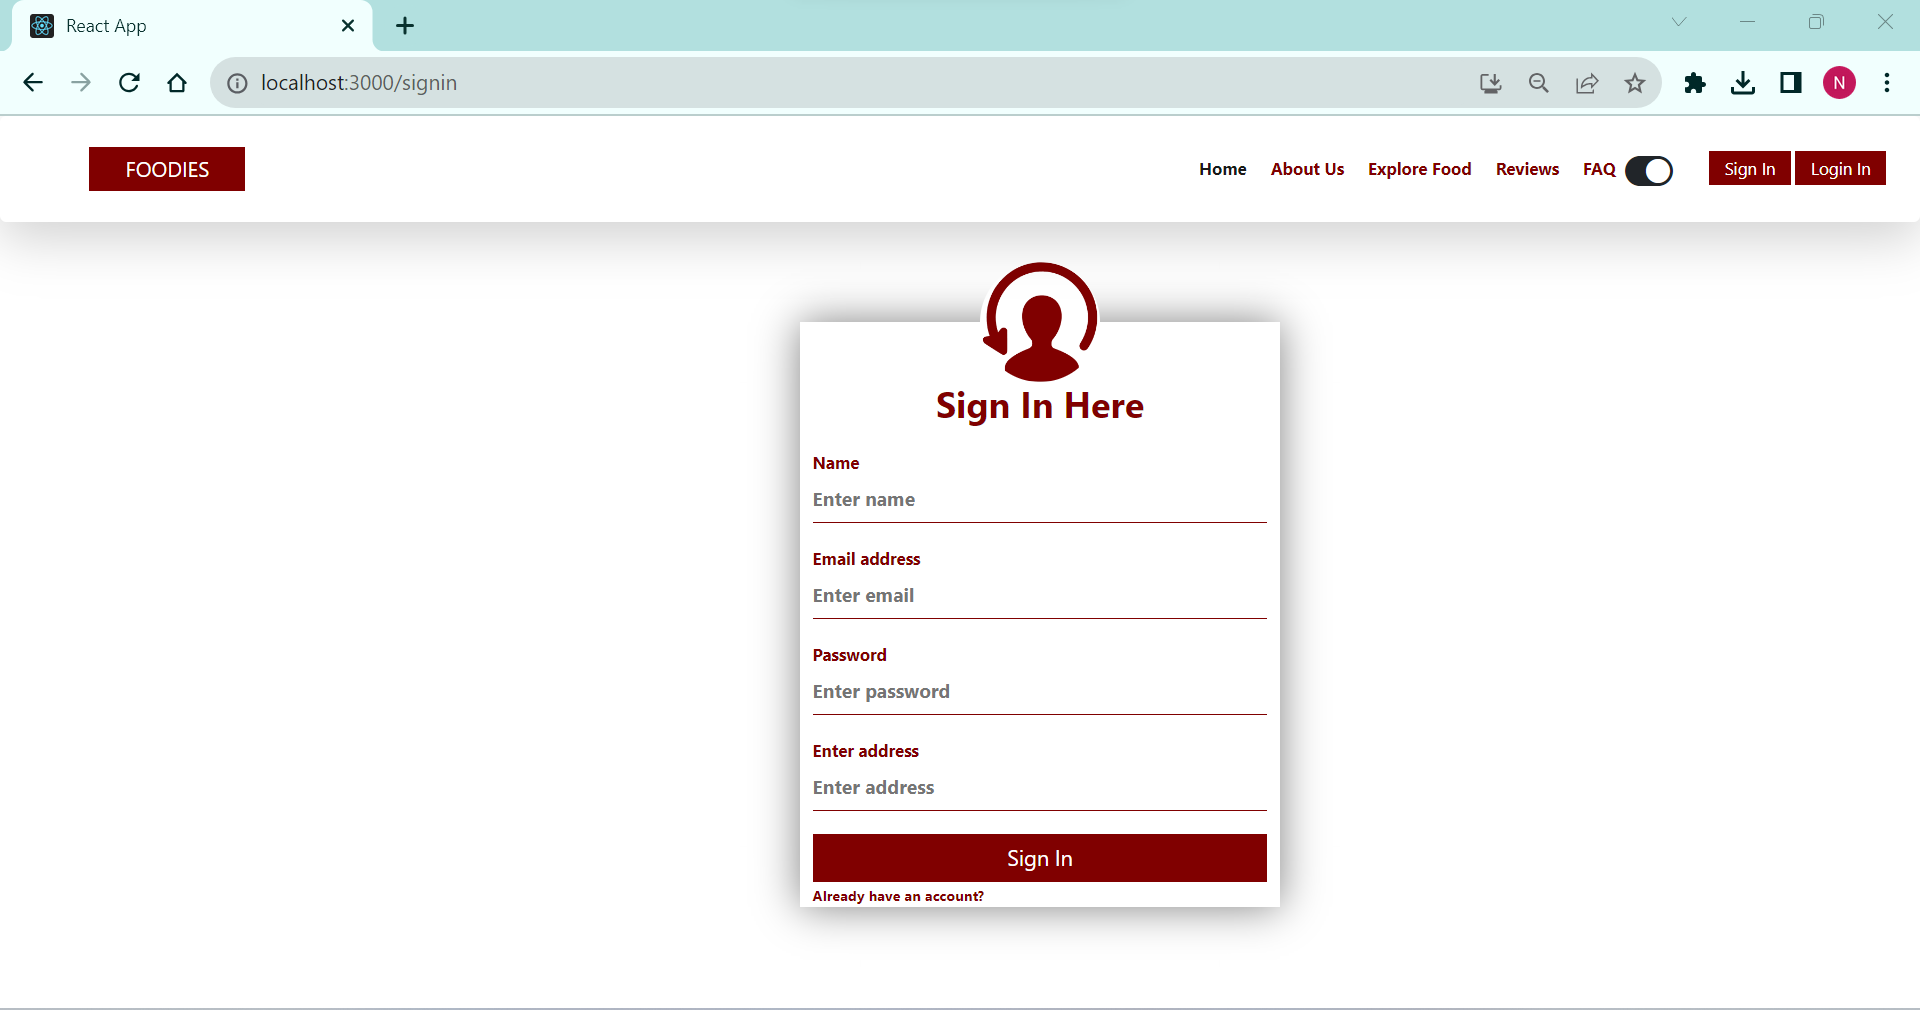 React App
localhost:3000/signin
N
FOODIES
Home About Us Explore Food Reviews FAQ Sign In Login In
Sign In Here
Name
Enter name
Email address
Enter email
Password
Enter password
Enter address
Enter address
Sign In
Already have an account?